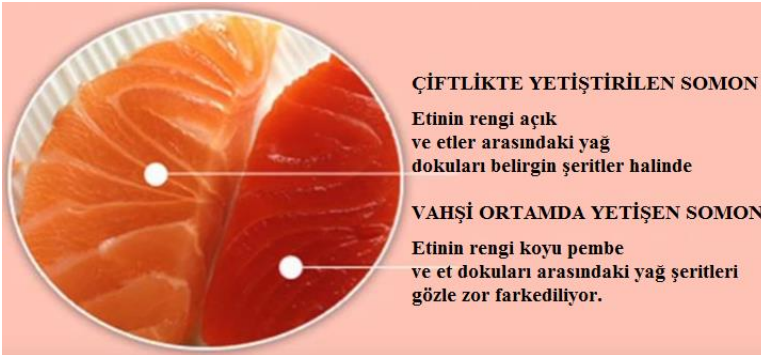 ÇİFTLİKTE YETİŞTİRİLEN SOMON
Etinin rengi açık
ve etler arasındaki yağ
dokuları belirgin şeritler halinde
VAHŞİ ORTAMDA YETİŞEN SOMON
Etinin rengi koyu pembe
ve et dokuları arasındaki yağ şeritleri
gözle zor farkediliyor.